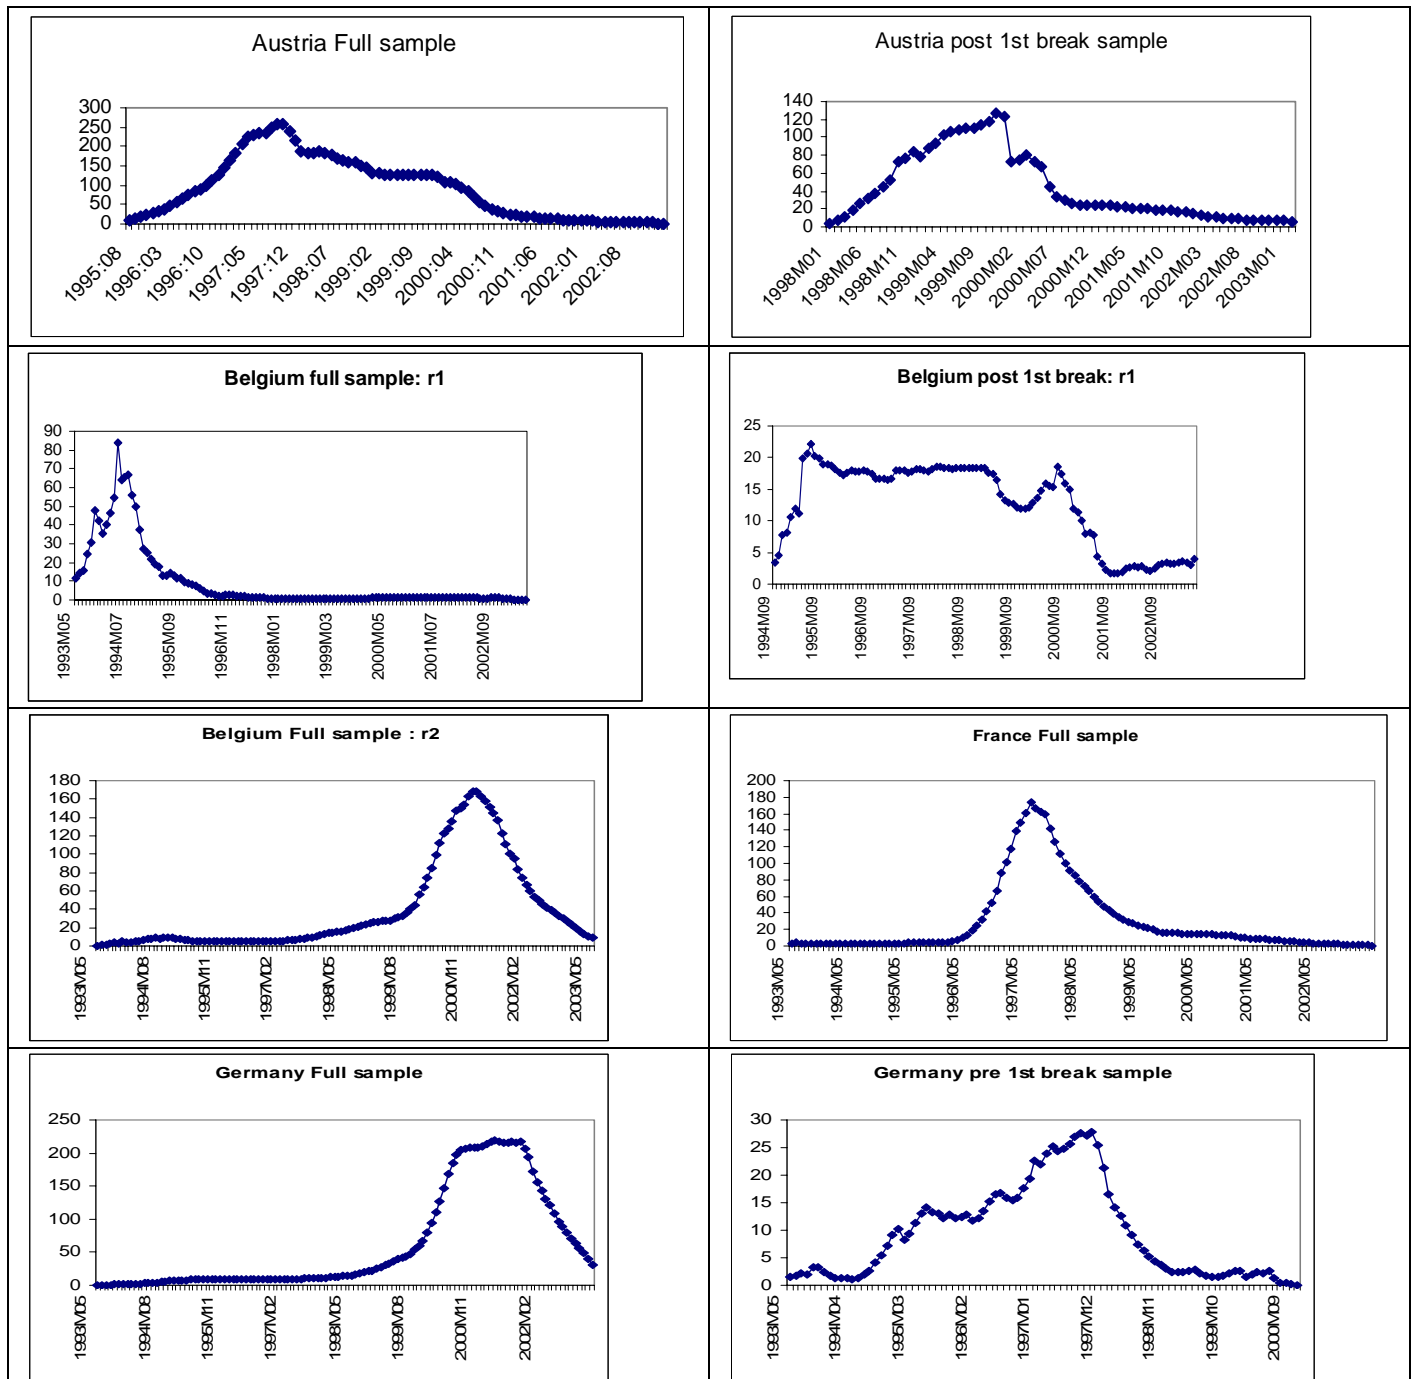 Austria Full sample
300
250
200
150
100
50
0
1995:08
1996:03
1996:10
1997:05
1997:12
1998:07
1999:02
1999:09
2000:04
2000:11
2001:06
2002:01
2002:08
Austria post 1st break sample
140
120
100
80
60
40
20
0
1998M01
1998M06
1998M11
1999M04
1999M09
2000M02
2000M07
2000M12
2001M05
2001M10
2002M03
2002M08
2003M01
Belgium full sample: r1
90
80
70
60
50
40
30
20
10
0
1993M05
1994M07
1995M09
1996M11
1998M01
1999M03
2000M05
2001M07
2002M09
Belgium post 1st break: r1
25
20
15
10
5
0
1994M09
1995M09
1996M09
1997M09
1998M09
1999M09
2000M09
2001M09
2002M09
Belgium Full sample : r2
180
160
140
120
100
80
60
40
20
0
1993M05
1994M08
1995M11
1997M02
1998M05
1999M08
2000M11
2002M02
2003M05
France Full sample
200
180
160
140
120
100
80
60
40
20
0
1993M05
1994M05
1995M05
1996M05
1997M05
1998M05
1999M05
2000M05
2001M05
2002M05
Germany Full sample
250
200
150
100
50
0
1993M05
1994M08
1995M11
1997M02
1998M05
1999M08
2000M11
2002M02
Germany pre 1st break sample
30
25
20
15
10
5
0
1993M05
1994M04
1995M03
1996M02
1997M01
1997M12
1998M11
1999M10
2000M09